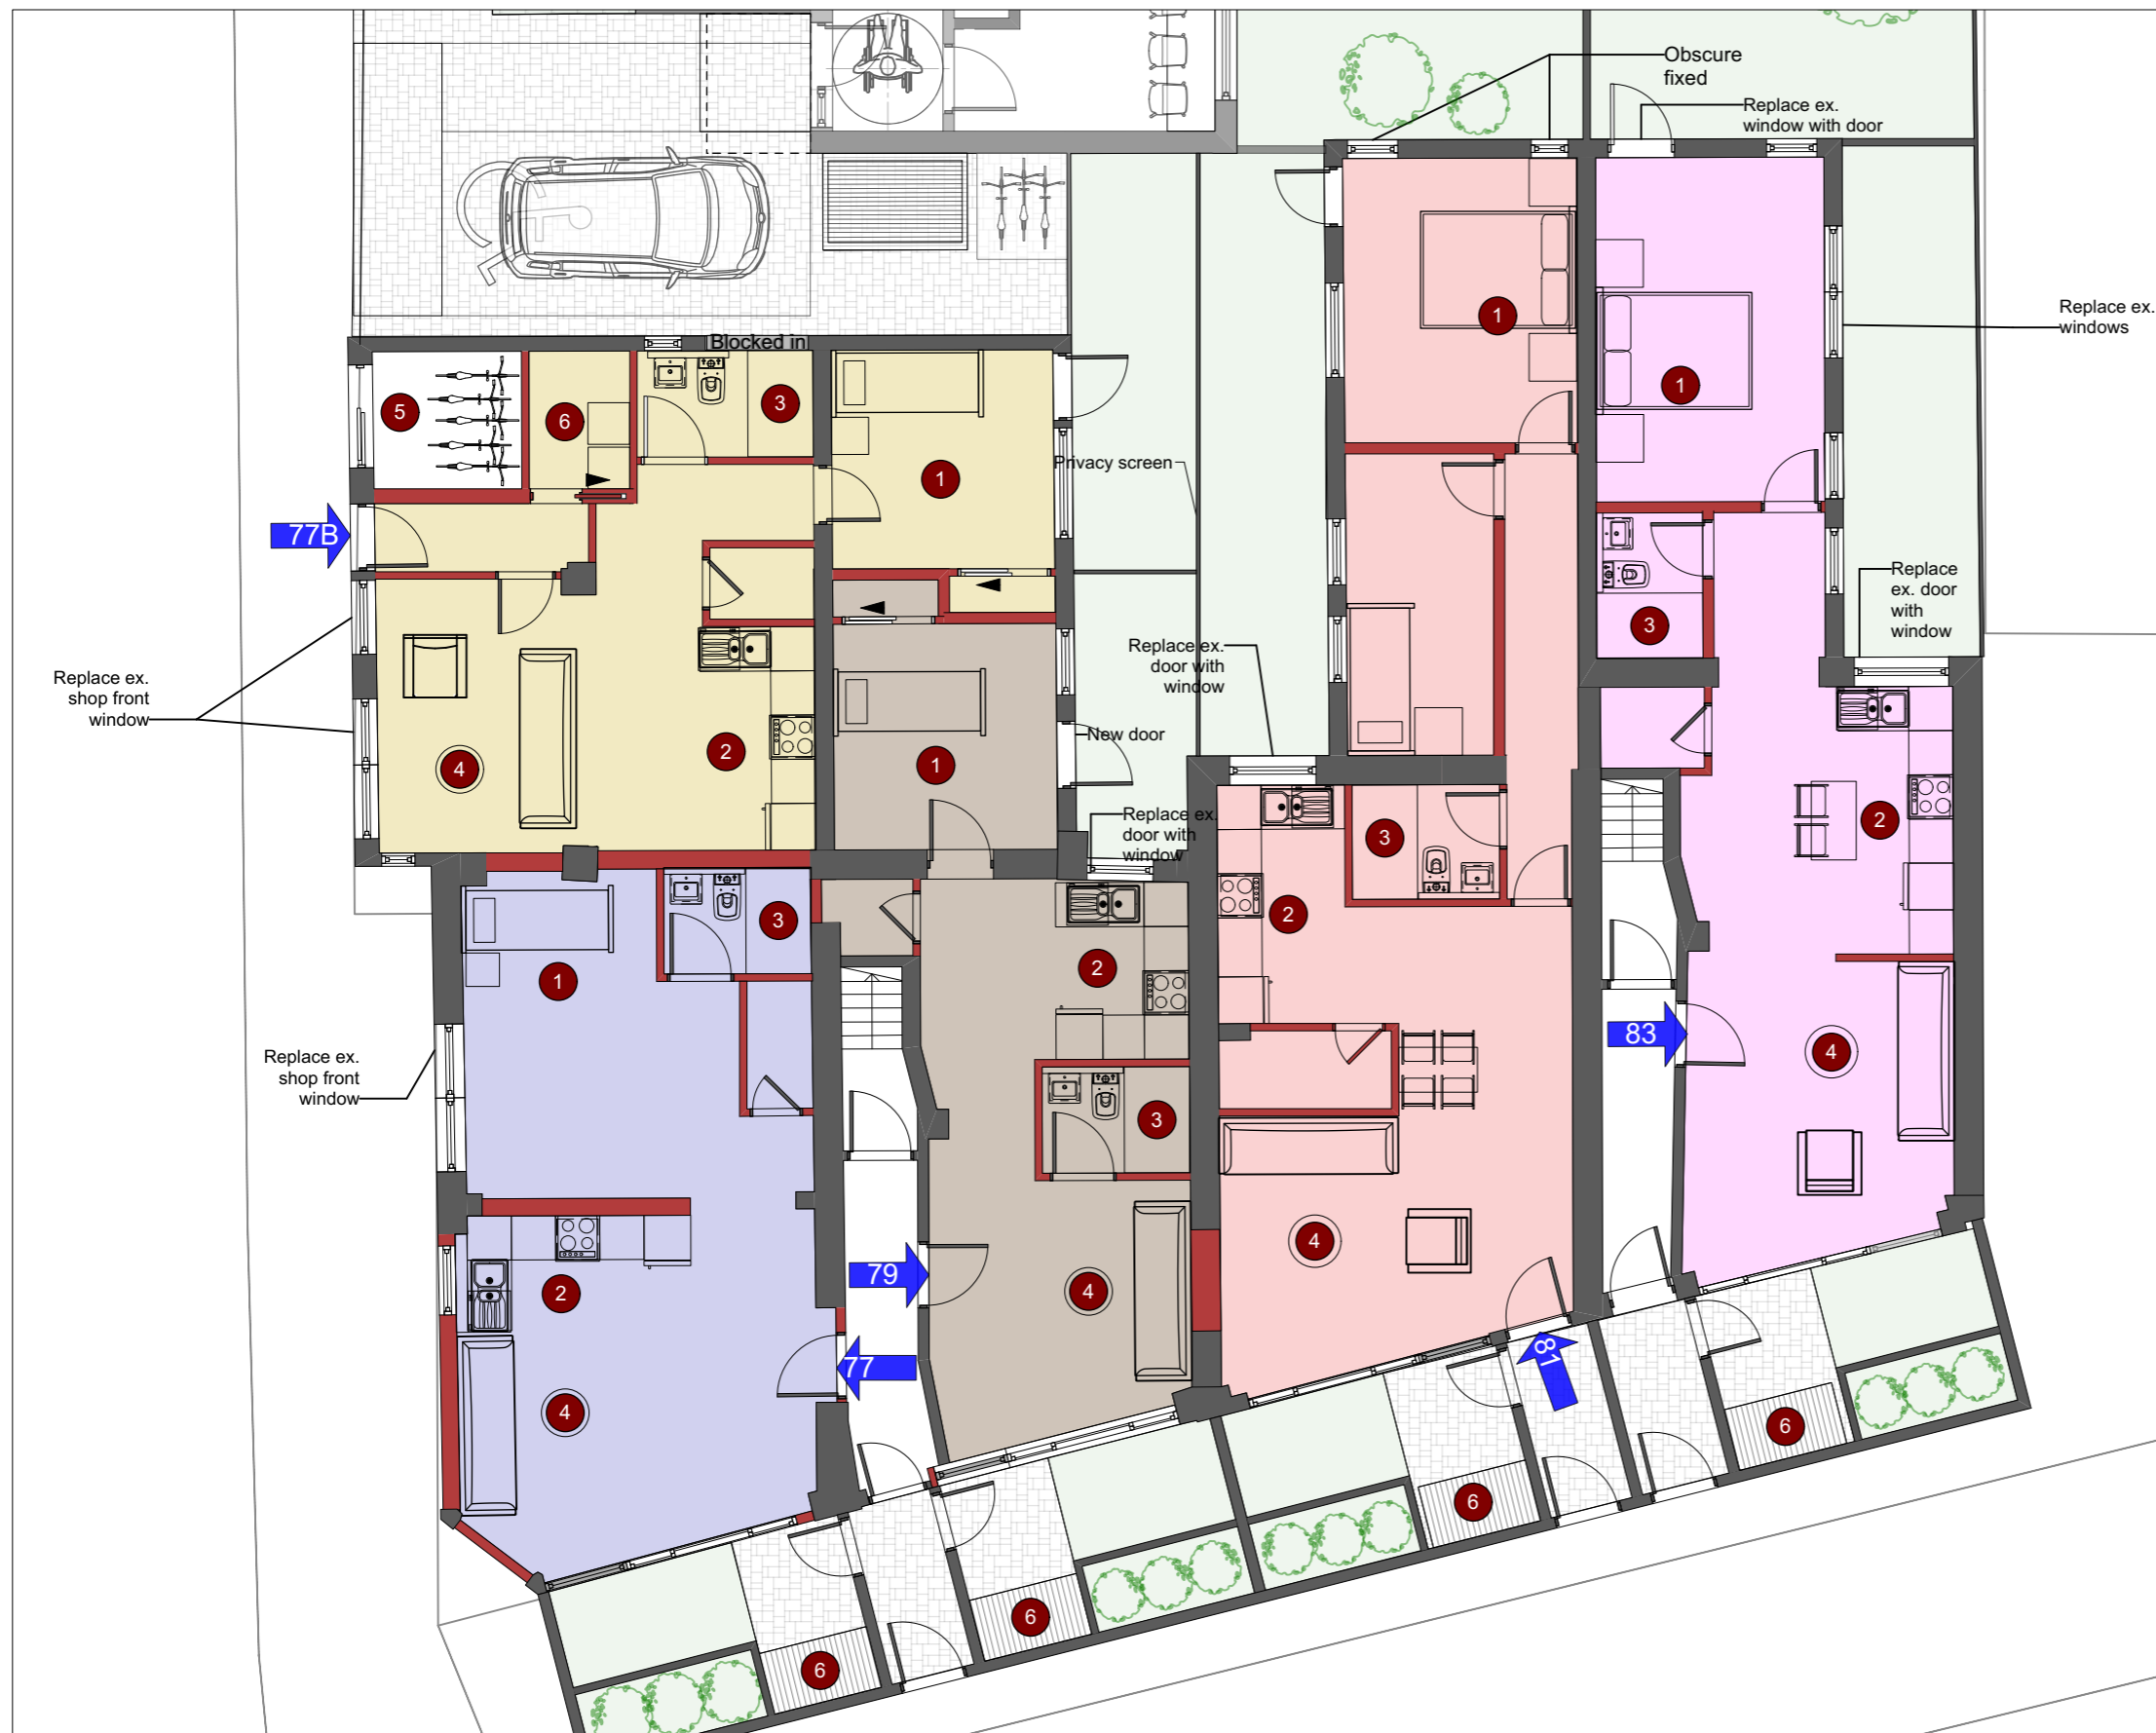 Obscure
fixed
Replace ex.
window with door
Replace ex.
windows
Blocked in
1
1
5
6
3
1
Privacy screen
77B
Replace
ex. door
with
window
3
Replace ex.
shop front
window
Replace ex.
door with
window
New door
4
2
1
Replace ex.
door with
window
3
2
2
3
1
2
Replace ex.
shop front
window
83
4
3
2
79
4
4
77
81
4
6
6
6
6